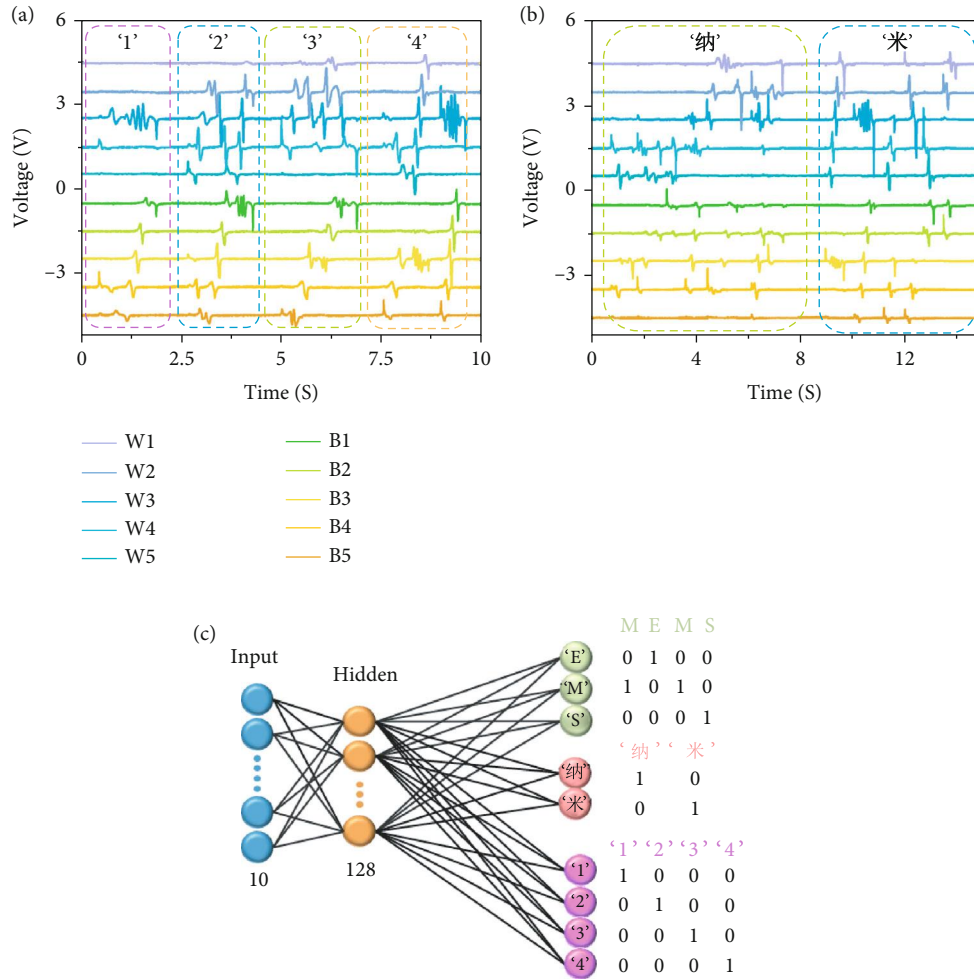 (a)
6
3
0
−3
Voltage (V)
‘1’ ‘2’ ‘3’ ‘4’
0 2.5 5 7.5 10
Time (S)
(b)
6
3
0
−3
Voltage (V)
‘纳’ ‘米’
0 4 8 12
Time (S)
W1 B1
W2 B2
W3 B3
W4 B4
W5 B5
(c)
Input
10
Hidden
128
M E M S
‘E’ 0 1 0 0
‘M’ 1 0 1 0
‘S’ 0 0 0 1
‘纳’ ‘米’
‘纳’ 1 0
‘米’ 0 1
‘1’ ‘2’ ‘3’ ‘4’
‘1’ 1 0 0 0
‘2’ 0 1 0 0
‘3’ 0 0 1 0
‘4’ 0 0 0 1